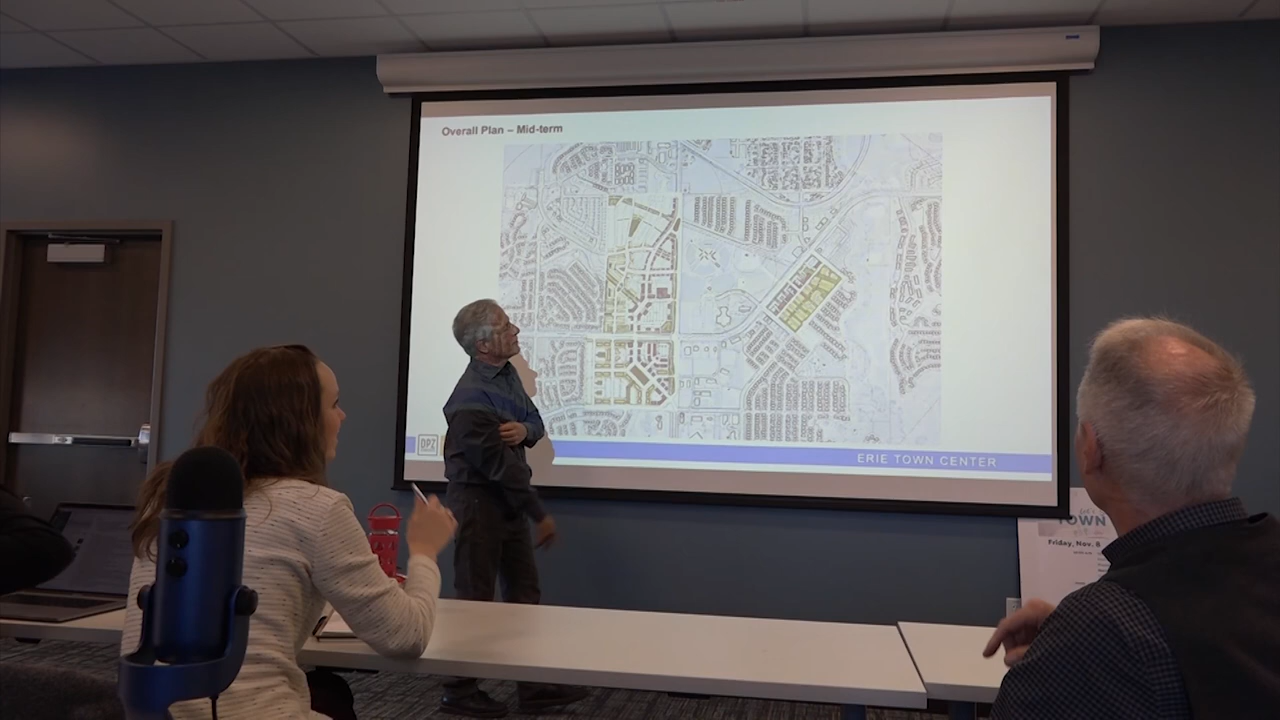 Overall Plan – Mid-term
DPZ
ERIE TOWN CENTER
TOWN
Friday, Nov. 8